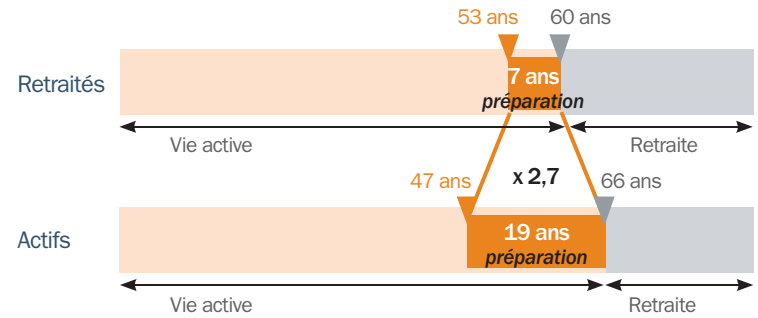 53 ans 60 ans
Retraités
7 ans
préparation
Vie active Retraite
47 ans x 2,7 66 ans
Actifs
19 ans
préparation
Vie active Retraite